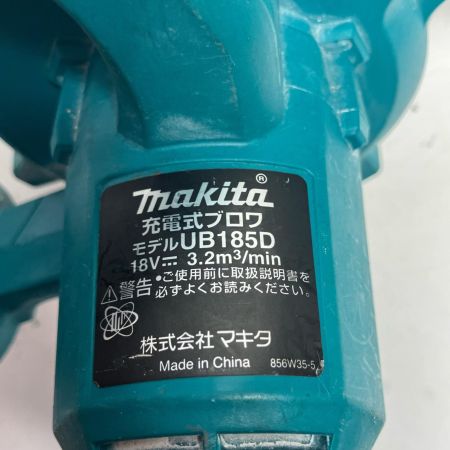 makita®
充電式ブロワ
モデルUB185D
18V⎓ 3.2m³/min
⚠警告 •ご使用前に取扱説明書を
必ずよくお読みください。
株式会社マキタ
Made in China 856W35-5